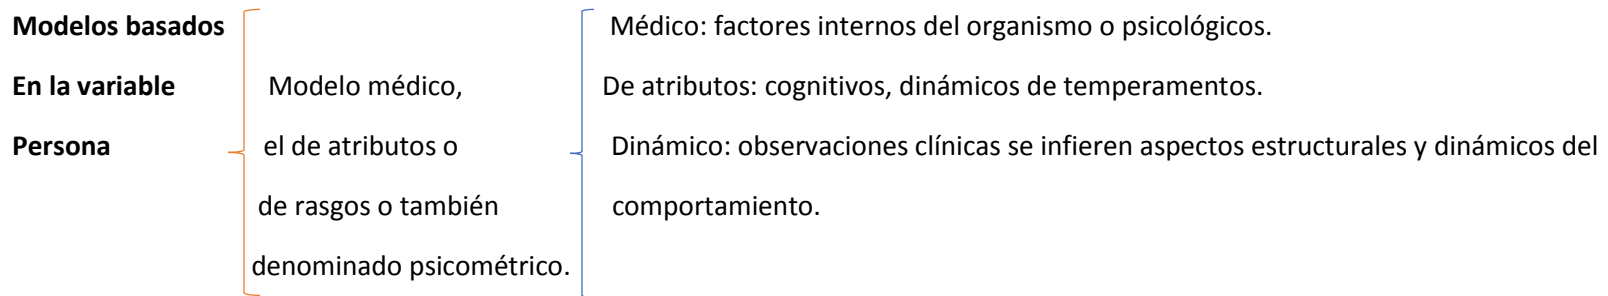 Modelos basados
En la variable
Persona
Modelo médico,
el de atributos o
de rasgos o también
denominado psicométrico.
Médico: factores internos del organismo o psicológicos.
De atributos: cognitivos, dinámicos de temperamentos.
Dinámico: observaciones clínicas se infieren aspectos estructurales y dinámicos del
comportamiento.